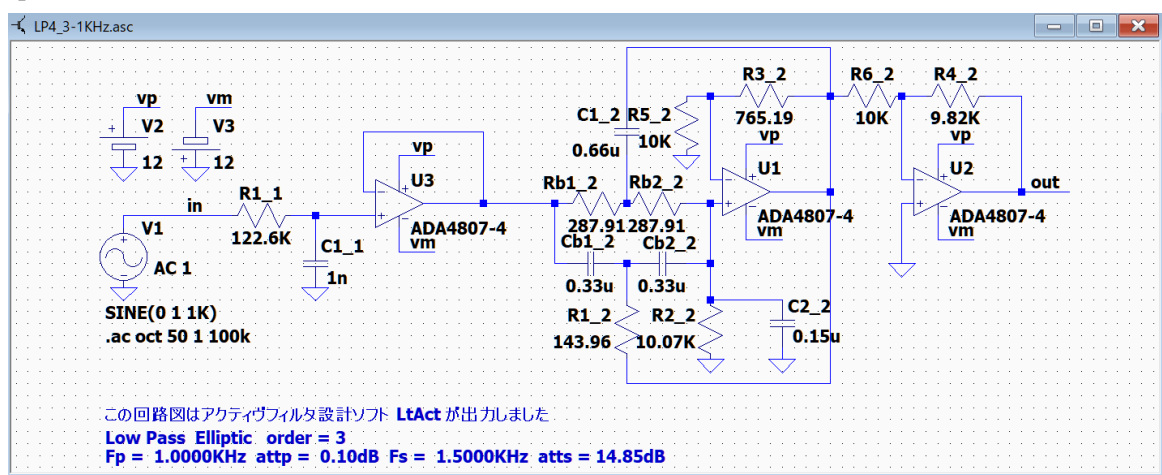 LP4_3-1KHz.asc
vp
vm
V2
V3
12
12
in
R1_1
122.6K
V1
AC 1
SINE(0 1 1K)
.ac oct 50 1 100k
C1_1
1n
vp
U3
ADA4807-4
vm
C1_2
0.66u
R5_2
10K
R3_2
765.19
vp
U1
ADA4807-4
vm
Rb1_2
287.91
Rb2_2
287.91
Cb1_2
0.33u
Cb2_2
0.33u
R1_2
143.96
R2_2
10.07K
C2_2
0.15u
R6_2
10K
R4_2
9.82K
vp
U2
ADA4807-4
vm
out
この回路図はアクティヴフィルタ設計ソフト LtAct が出力しました
Low Pass Elliptic order = 3
Fp = 1.0000KHz attp = 0.10dB Fs = 1.5000KHz atts = 14.85dB